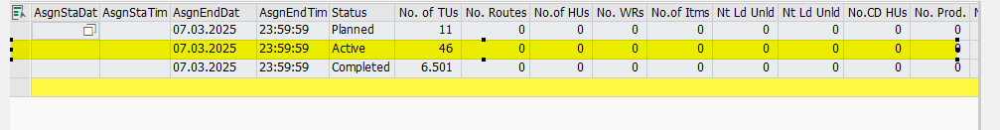 AsgnStaDat AsgnStaTim AsgnEndDat AsgnEndTim Status No. of TUs No. Routes No.of HUs No. WRs No. of Itms Nt Ld Unld Nt Ld Unld No.CD HUs No. Prod. N
07.03.2025 23:59:59 Planned 11 0 0 0 0 0 0 0 0
07.03.2025 23:59:59 Active 46 0 0 0 0 0 0 0 0
07.03.2025 23:59:59 Completed 6.501 0 0 0 0 0 0 0 0